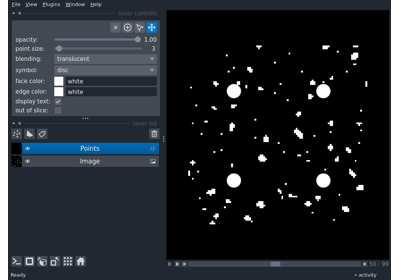 File View Plugins Window Help
layer controls
opacity: 1.00
point size: 3
blending: translucent
symbol: disc
face color: white
edge color: white
display text:
out of slice:
layer list
Points
Image
50 99
Ready activity